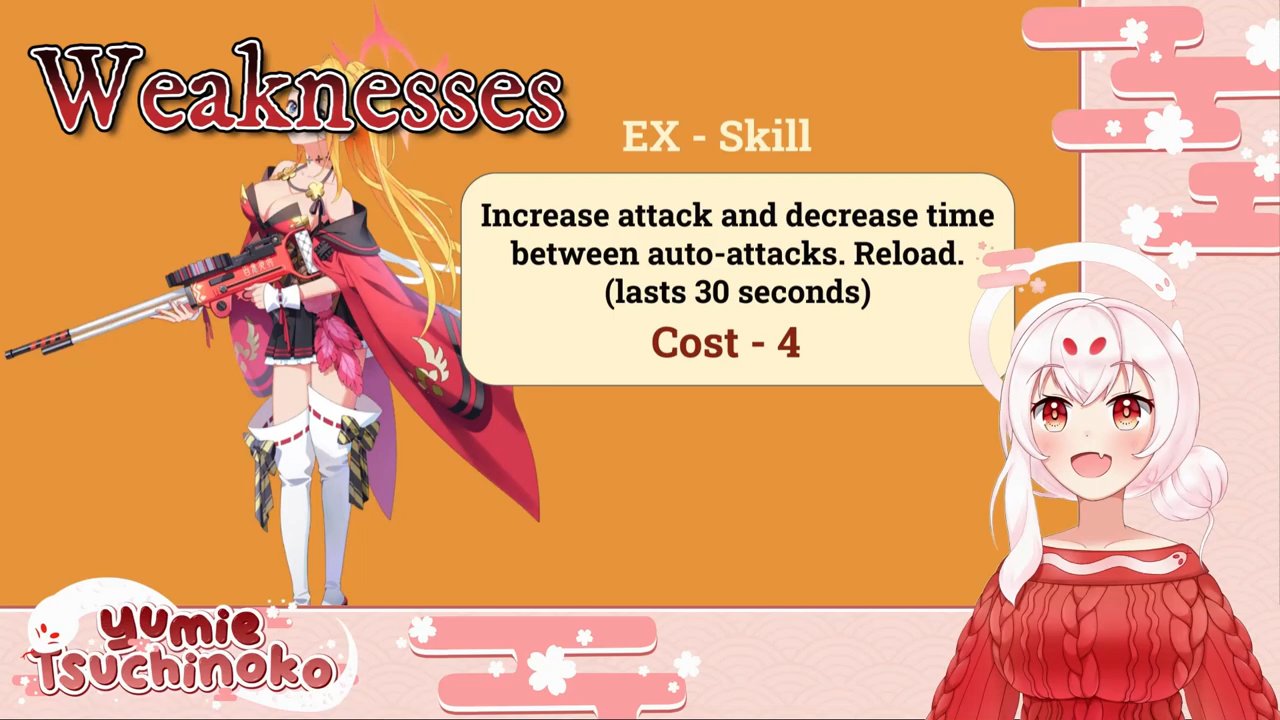 Weaknesses
EX - Skill
Increase attack and decrease time
between auto-attacks. Reload.
(lasts 30 seconds)
Cost - 4
yumie
Tsuchinoko